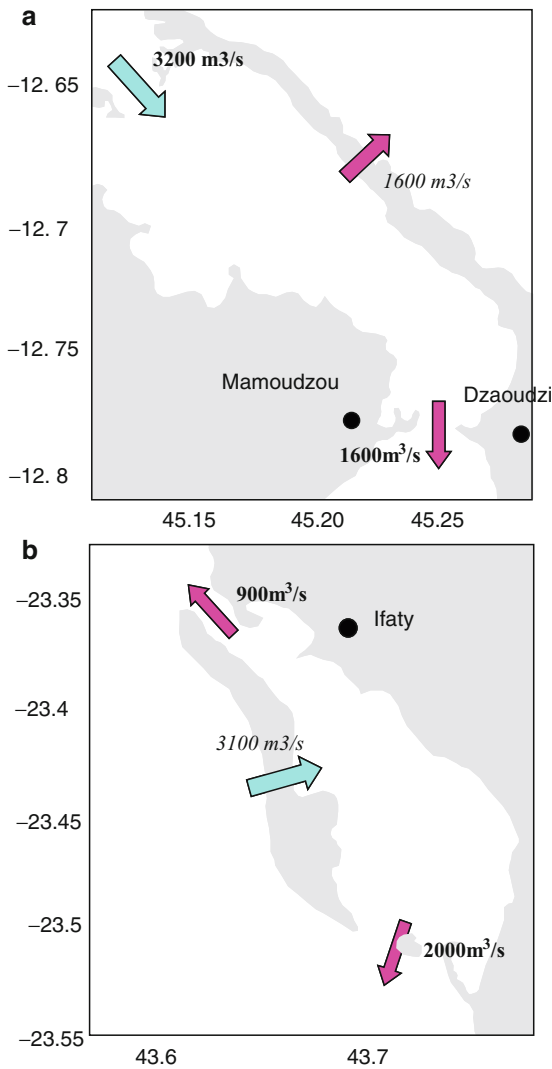 a
3200 m3/s
−12. 65
1600 m3/s
−12. 7
−12. 75
Mamoudzou
Dzaoudzi
1600m³/s
−12. 8
45.15 45.20 45.25
b
900m³/s
−23.35
Ifaty
−23.4
3100 m3/s
−23.45
−23.5
2000m³/s
−23.55
43.6 43.7